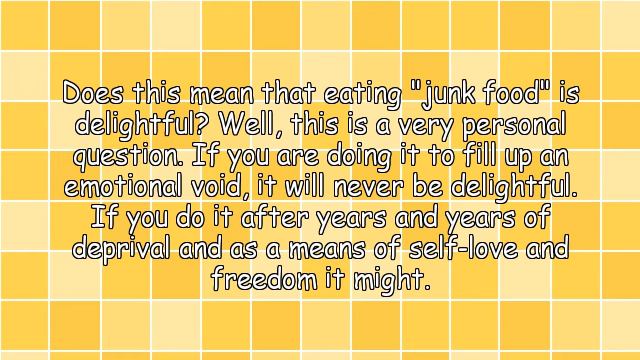 Does this mean that eating "junk food" is
delightful? Well, this is a very personal
question. If you are doing it to fill up an
emotional void, it will never be delightful.
If you do it after years and years of
deprival and as a means of self-love and
freedom it might.